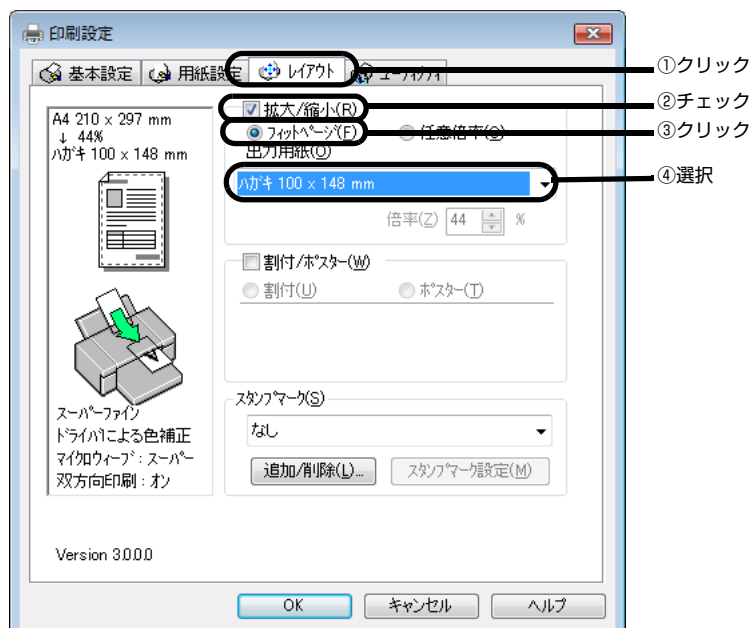 印刷設定
基本設定 用紙設定 レイアウト ユーティリティ
①クリック
A4 210 × 297 mm
↓ 44%
ハガキ 100 × 148 mm
拡大/縮小(R)
②チェック
フィットページ(F) 任意倍率(O)
③クリック
出力用紙(O)
ハガキ 100 x 148 mm
④選択
倍率(Z) 44 %
割付/ポスター(W)
割付(U) ポスター(T)
スタンプマーク(S)
なし
追加/削除(L)... スタンプマーク設定(M)
スーパーファイン
ドライバによる色補正
マイクロウィーブ：スーパー
双方向印刷：オン
Version 3.0.0.0
OK キャンセル ヘルプ